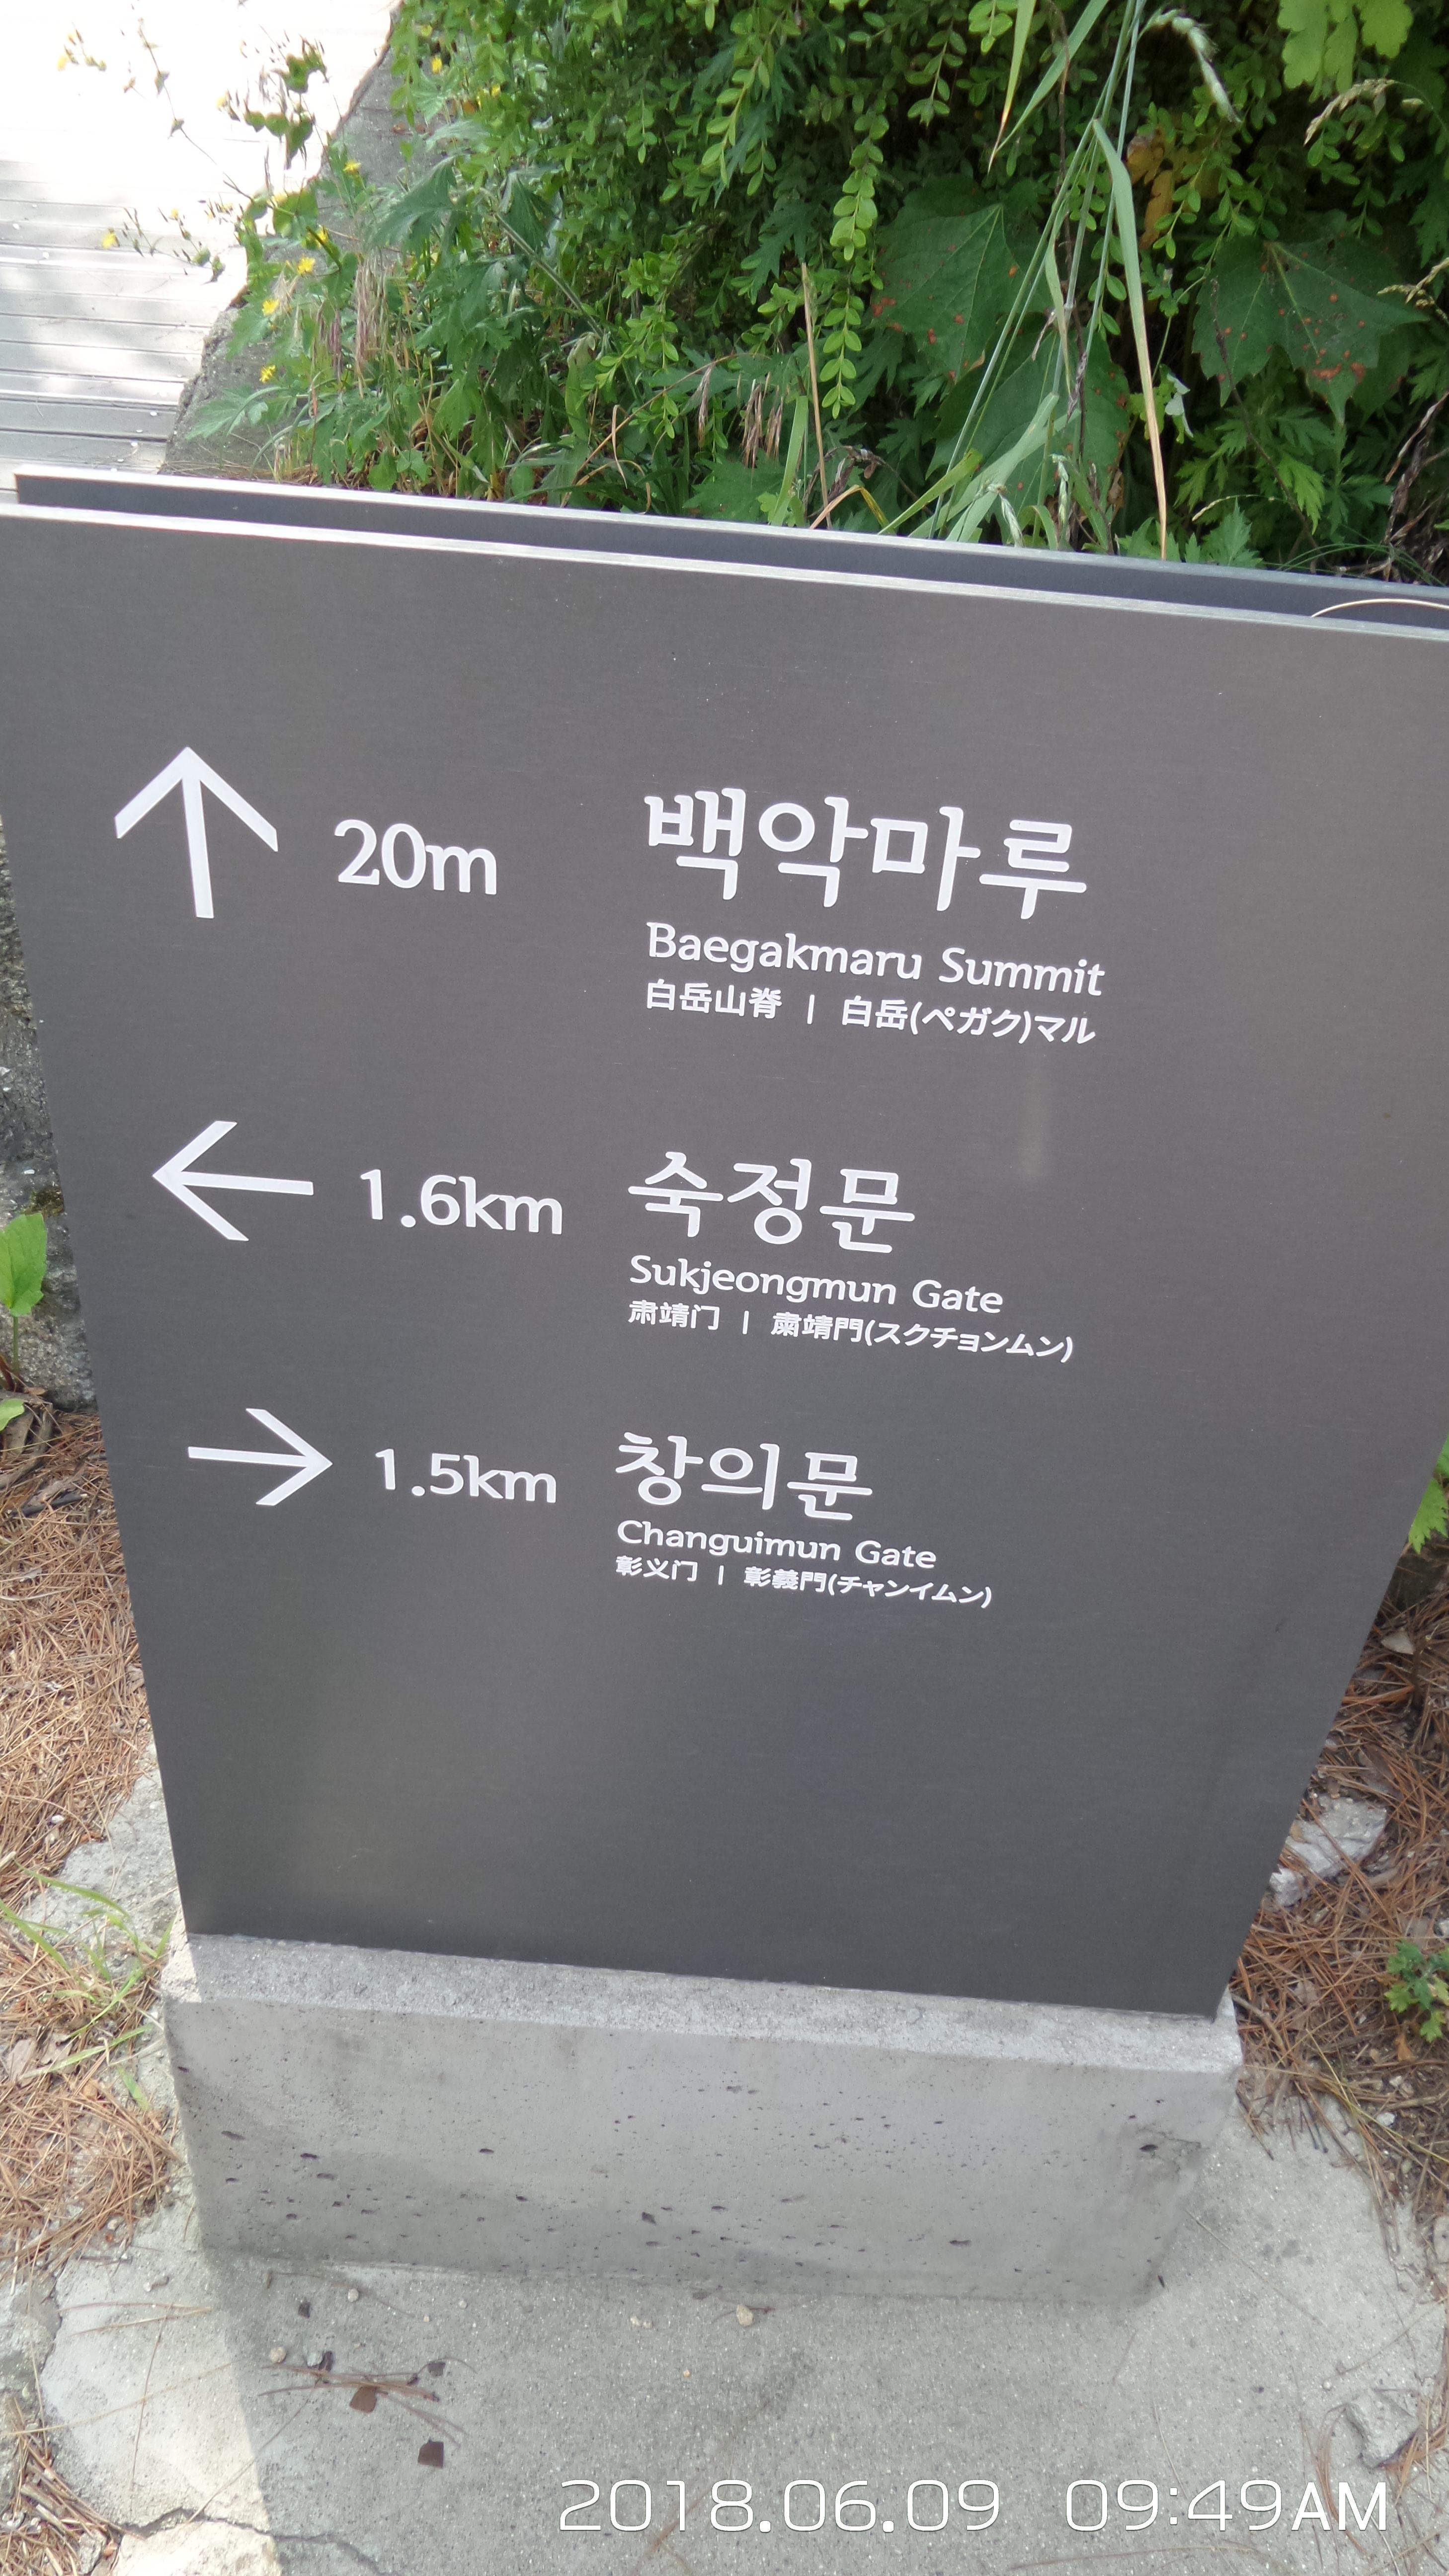 ↑ 20m 백악마루
Baegakmaru Summit
白岳山脊 | 白岳(ペガク)マル
← 1.6km 숙정문
Sukjeongmun Gate
肃靖门 | 粛靖門(スクチョンムン)
→ 1.5km 창의문
Changuimun Gate
彰义门 | 彰義門(チャンイムン)
2018.06.09 09:49AM